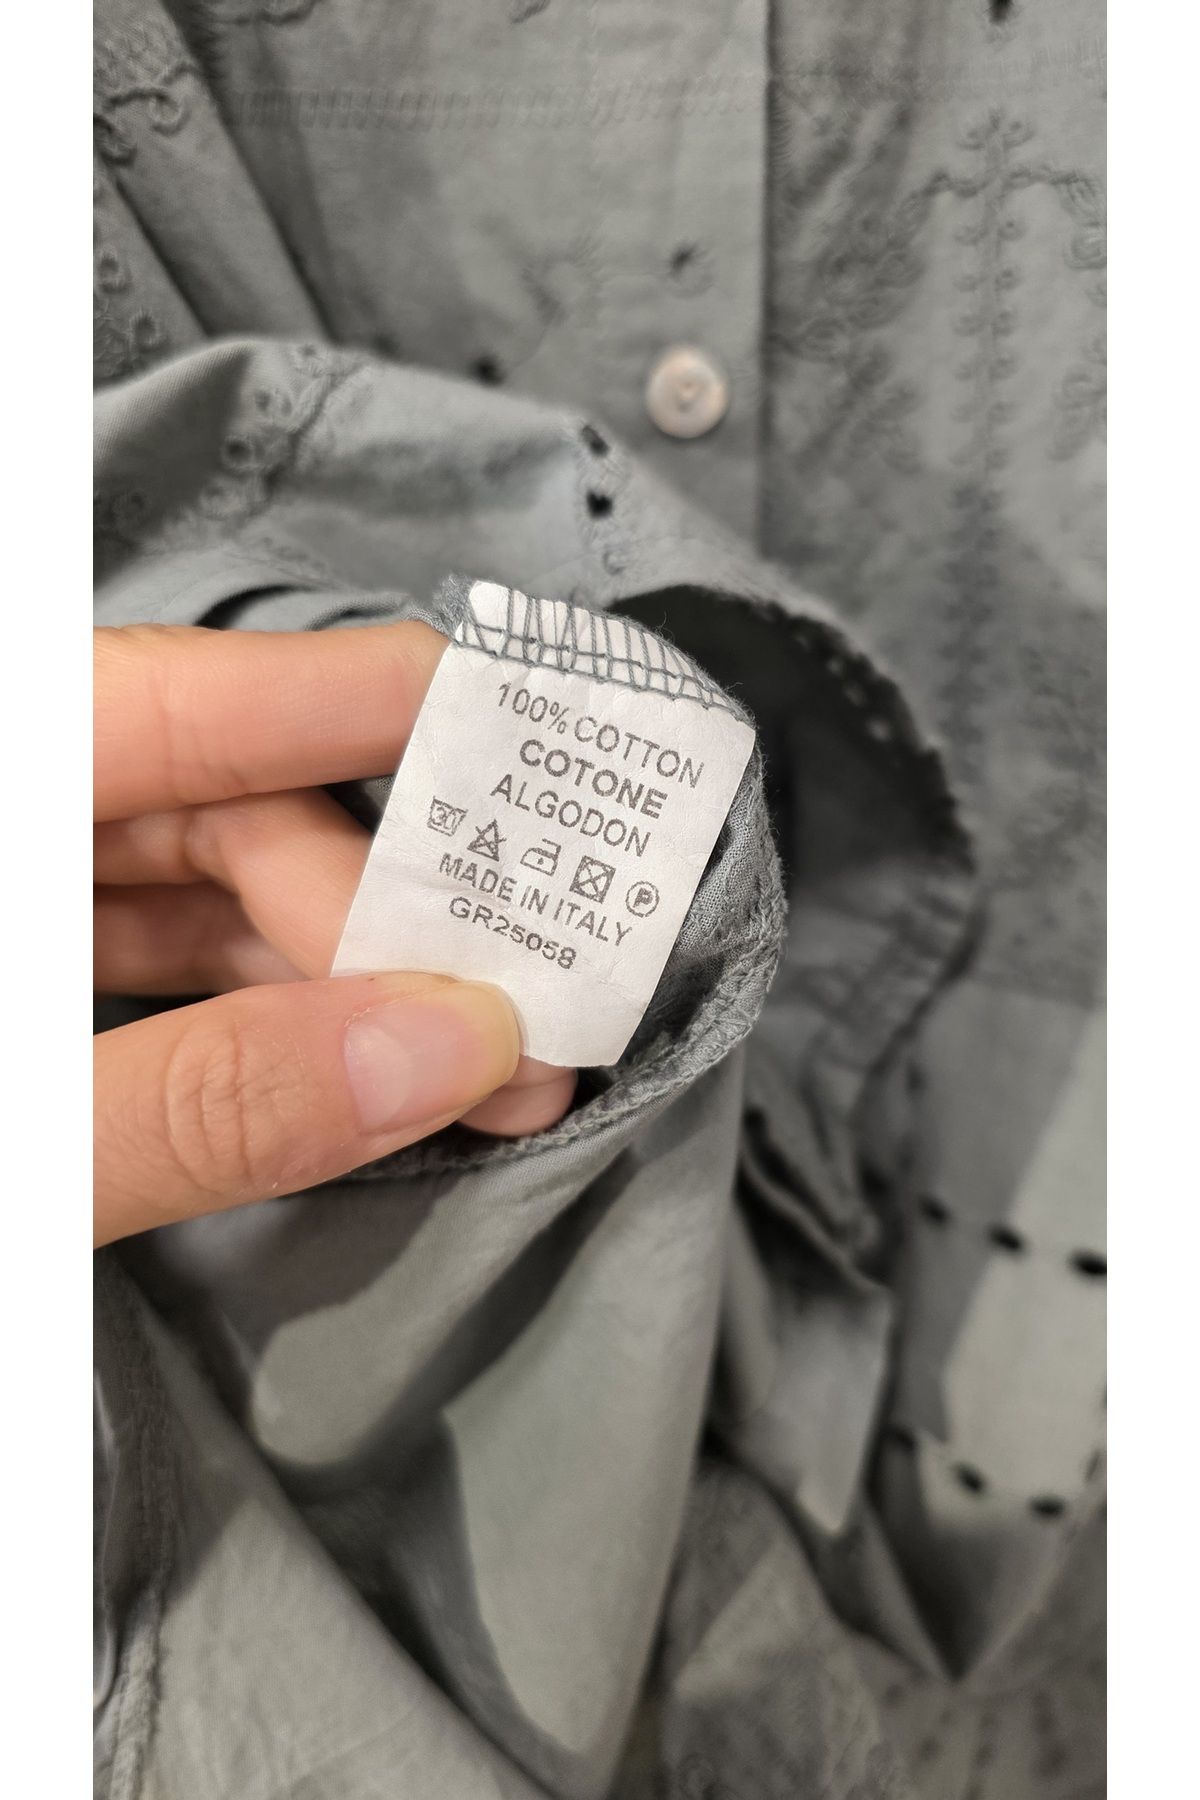 100% COTTON
COTONE
ALGODON
30 P
MADE IN ITALY
GR25058